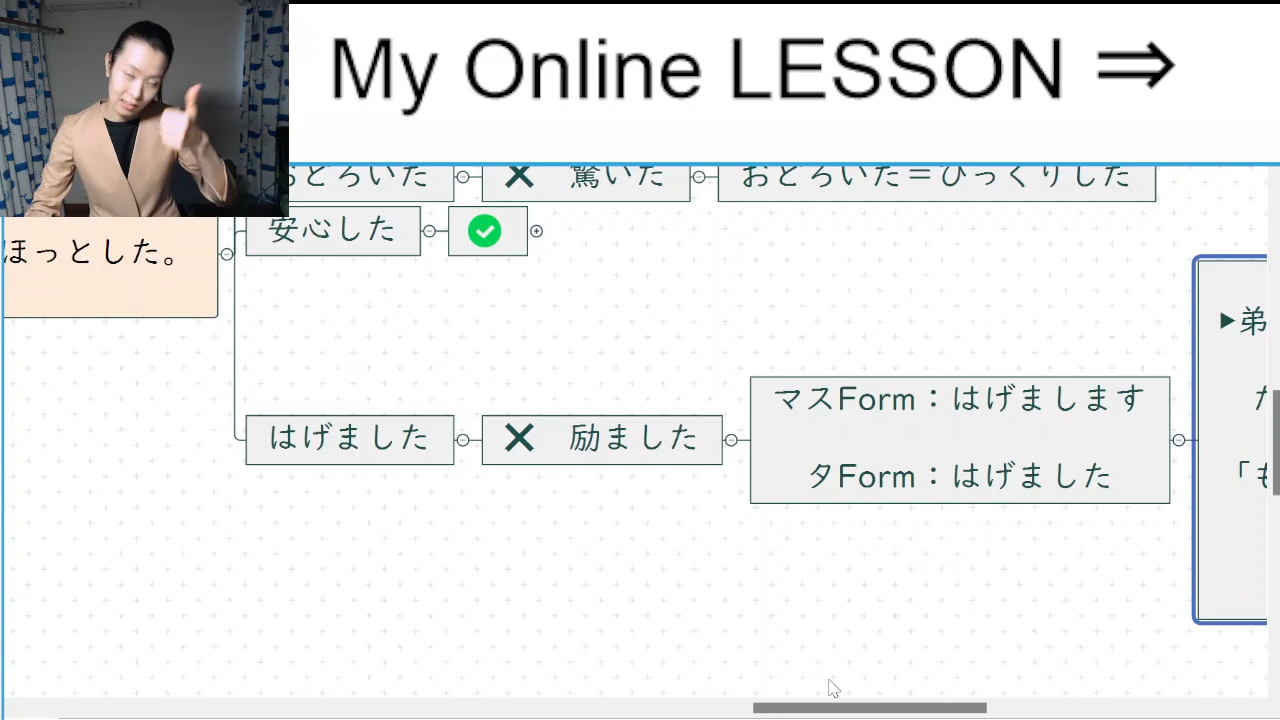 My Online LESSON ⇒
おどろいた
✕ 驚いた
おどろいた＝びっくりした
安心した
ほっとした。
はげました
✕ 励ました
マスForm：はげまします
タForm：はげました
▶弟
た
「も